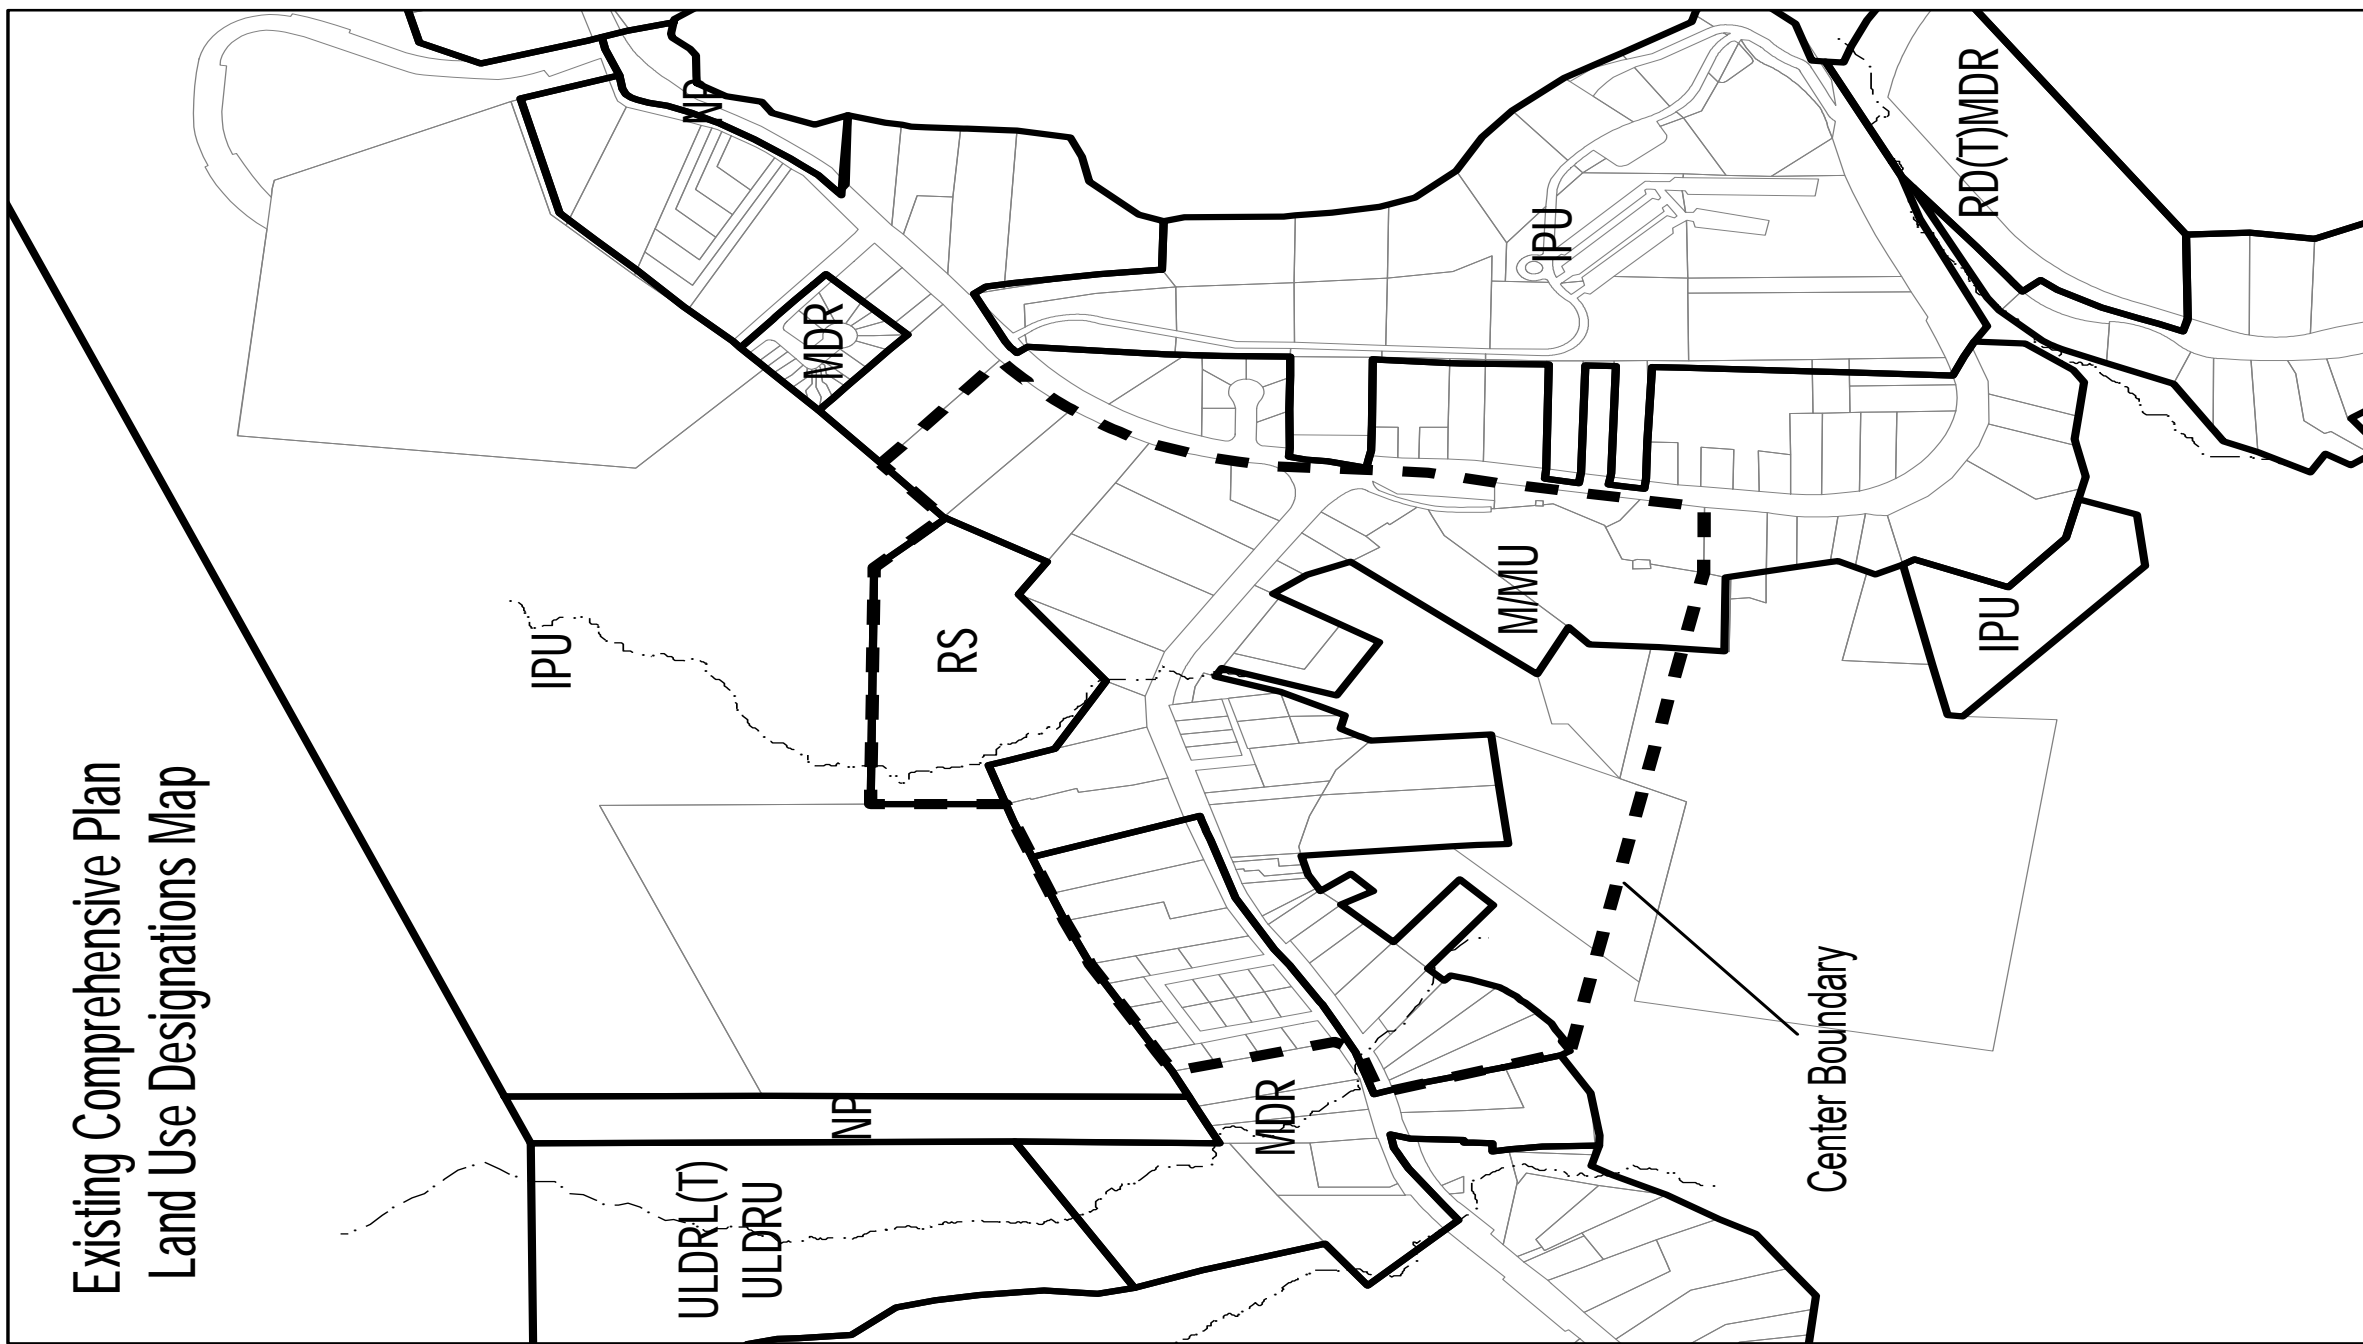 Existing Comprehensive Plan
Land Use Designations Map
NP
MDR
IPU
RD(T)MDR
IPU
RS
M/MU
IPU
NP
MDR
ULDRL(T)
ULDRU
Center Boundary